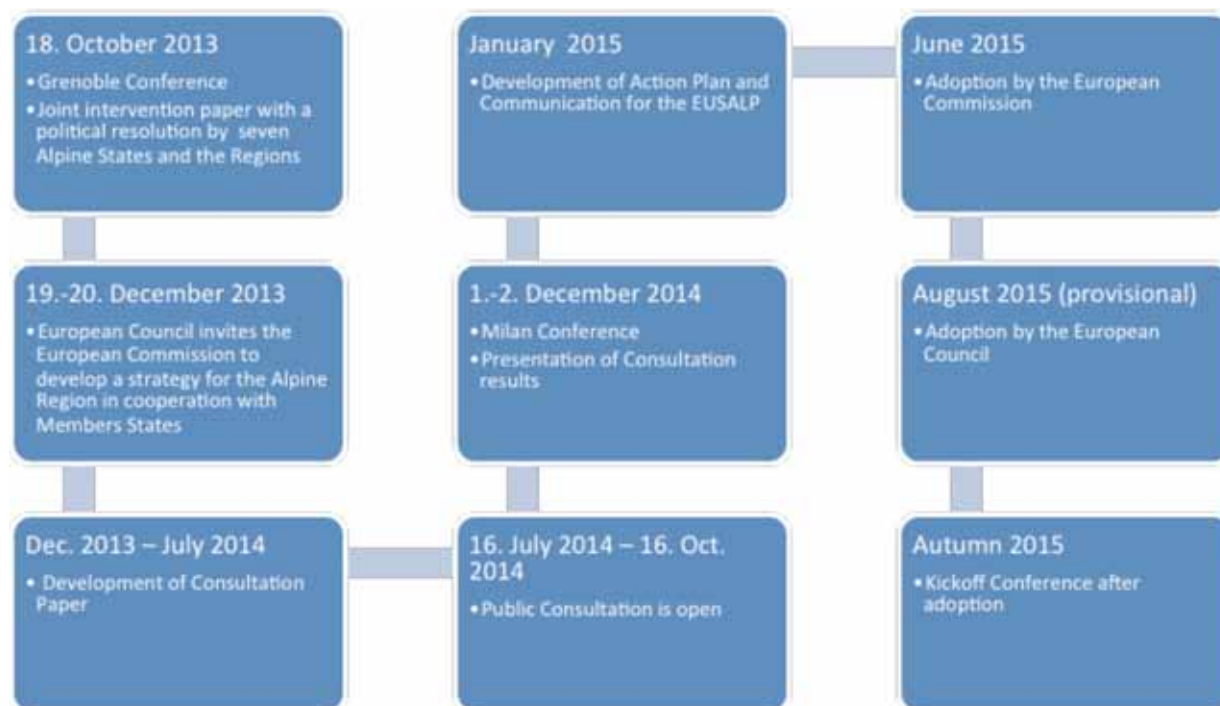 18. October 2013
•Grenoble Conference
•Joint intervention paper with a
political resolution by seven
Alpine States and the Regions
19.-20. December 2013
•European Council invites the
European Commission to
develop a strategy for the Alpine
Region in cooperation with
Members States
Dec. 2013 – July 2014
• Development of Consultation
Paper
16. July 2014 – 16. Oct.
2014
•Public Consultation is open
1.-2. December 2014
•Milan Conference
•Presentation of Consultation
results
January 2015
•Development of Action Plan and
Communication for the EUSALP
June 2015
•Adoption by the European
Commission
August 2015 (provisional)
•Adoption by the European
Council
Autumn 2015
•Kickoff Conference after
adoption